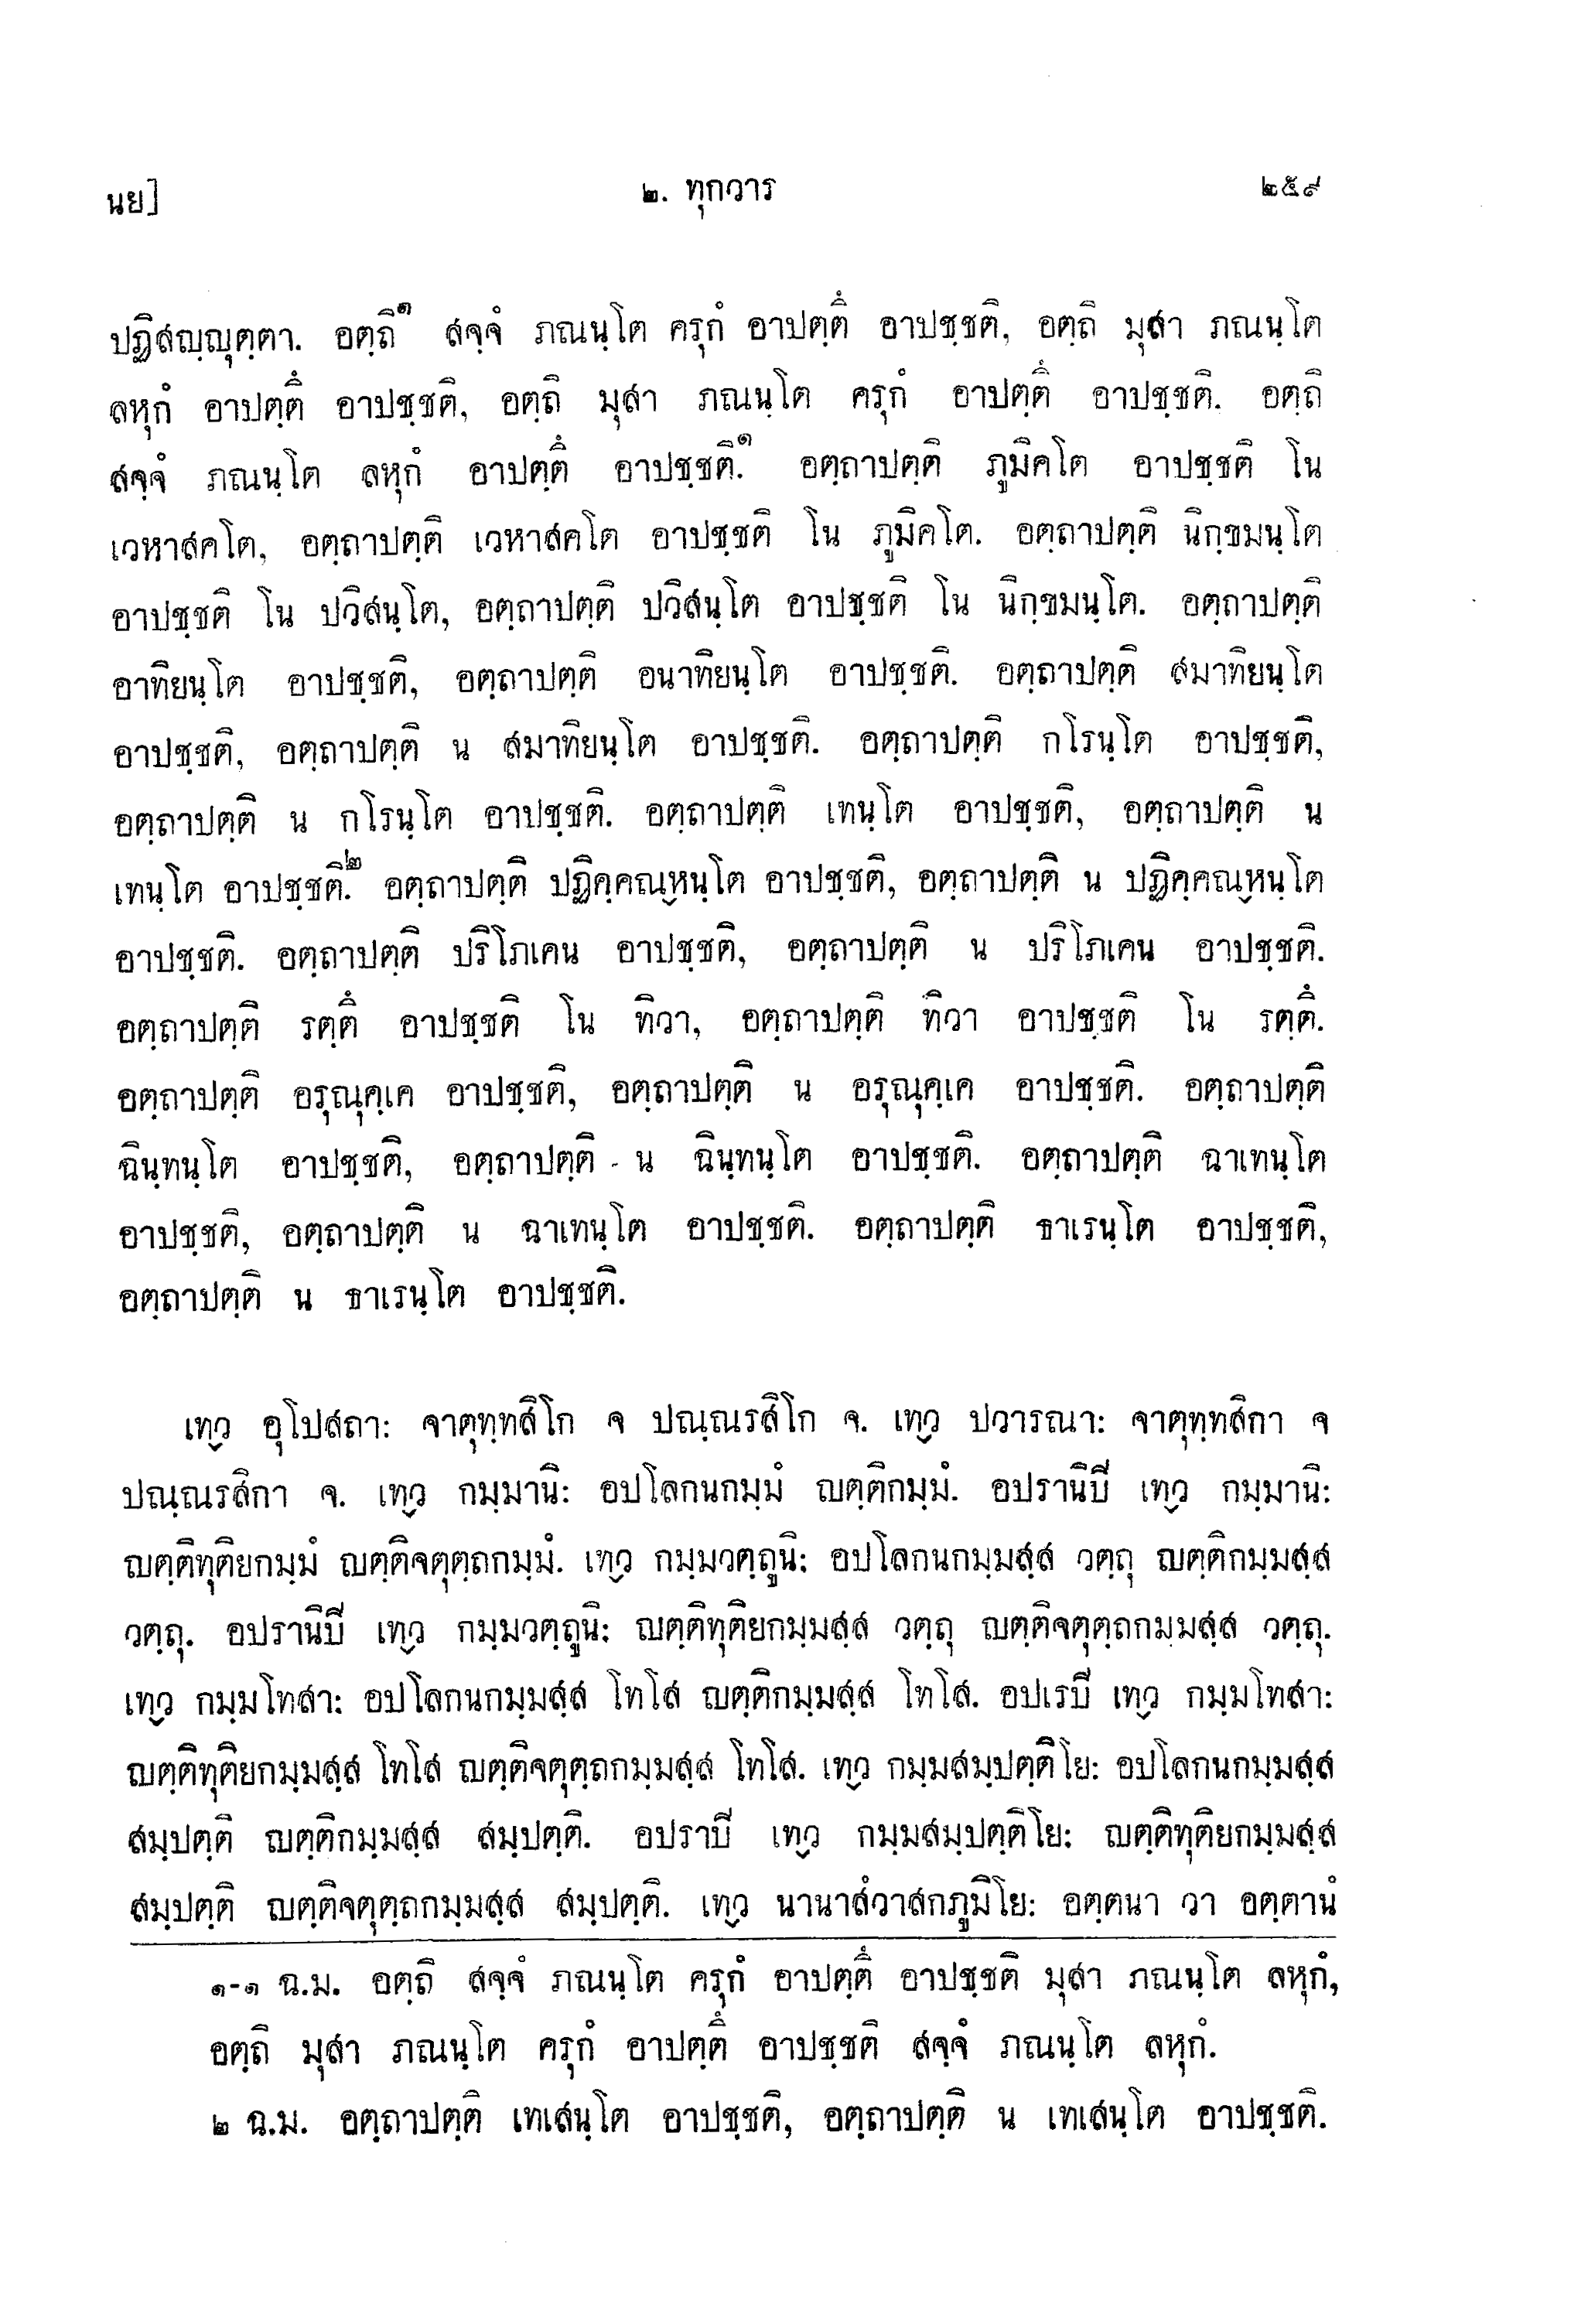 นย]
๒. ทุกวาร
๒๕๙
ปฏิสญฺญุตฺตา. อตฺถิ๑ สจฺจํ ภณนฺโต ครุกํ อาปตฺตึ อาปชฺชติ, อตฺถิ มุสา ภณนฺโต
ลหุกํ อาปตฺตึ อาปชฺชติ, อตฺถิ มุสา ภณนฺโต ครุกํ อาปตฺตึ อาปชฺชติ. อตฺถิ
สจฺจํ ภณนฺโต ลหุกํ อาปตฺตึ อาปชฺชติ.๑ อตฺถาปตฺติ ภูมิคโต อาปชฺชติ โน
เวหาสคโต, อตฺถาปตฺติ เวหาสคโต อาปชฺชติ โน ภูมิคโต. อตฺถาปตฺติ นิกฺขมนฺโต
อาปชฺชติ โน ปวิสนฺโต, อตฺถาปตฺติ ปวิสนฺโต อาปชฺชติ โน นิกฺขมนฺโต. อตฺถาปตฺติ
อาทิยนฺโต อาปชฺชติ, อตฺถาปตฺติ อนาทิยนฺโต อาปชฺชติ. อตฺถาปตฺติ สมาทิยนฺโต
อาปชฺชติ, อตฺถาปตฺติ น สมาทิยนฺโต อาปชฺชติ. อตฺถาปตฺติ กโรนฺโต อาปชฺชติ,
อตฺถาปตฺติ น กโรนฺโต อาปชฺชติ. อตฺถาปตฺติ เทนฺโต อาปชฺชติ, อตฺถาปตฺติ น
เทนฺโต อาปชฺชติ.๒ อตฺถาปตฺติ ปฏิคฺคณฺหนฺโต อาปชฺชติ, อตฺถาปตฺติ น ปฏิคฺคณฺหนฺโต
อาปชฺชติ. อตฺถาปตฺติ ปริโภเคน อาปชฺชติ, อตฺถาปตฺติ น ปริโภเคน อาปชฺชติ.
อตฺถาปตฺติ รตฺตึ อาปชฺชติ โน ทิวา, อตฺถาปตฺติ ทิวา อาปชฺชติ โน รตฺตึ.
อตฺถาปตฺติ อรุณุคฺเค อาปชฺชติ, อตฺถาปตฺติ น อรุณุคฺเค อาปชฺชติ. อตฺถาปตฺติ
ฉินฺทนฺโต อาปชฺชติ, อตฺถาปตฺติ น ฉินฺทนฺโต อาปชฺชติ. อตฺถาปตฺติ ฉาเทนฺโต
อาปชฺชติ, อตฺถาปตฺติ น ฉาเทนฺโต อาปชฺชติ. อตฺถาปตฺติ ธาเรนฺโต อาปชฺชติ,
อตฺถาปตฺติ น ธาเรนฺโต อาปชฺชติ.
เทฺว อุโปสถา: จาตุทฺทสิโก จ ปณฺณรสิโก จ. เทฺว ปวารณา: จาตุทฺทสิกา จ
ปณฺณรสิกา จ. เทฺว กมฺมานิ: อปโลกนกมฺมํ ญตฺติกมฺมํ. อปรานิปิ เทฺว กมฺมานิ:
ญตฺติทุติยกมฺมํ ญตฺติจตุตฺถกมฺมํ. เทฺว กมฺมวตฺถูนิ: อปโลกนกมฺมสฺส วตฺถุ ญตฺติกมฺมสฺส
วตฺถุ. อปรานิปิ เทฺว กมฺมวตฺถูนิ: ญตฺติทุติยกมฺมสฺส วตฺถุ ญตฺติจตุตฺถกมฺมสฺส วตฺถุ.
เทฺว กมฺมโทสา: อปโลกนกมฺมสฺส โทโส ญตฺติกมฺมสฺส โทโส. อปเรปิ เทฺว กมฺมโทสา:
ญตฺติทุติยกมฺมสฺส โทโส ญตฺติจตุตฺถกมฺมสฺส โทโส. เทฺว กมฺมสมฺปตฺติโย: อปโลกนกมฺมสฺส
สมฺปตฺติ ญตฺติกมฺมสฺส สมฺปตฺติ. อปราปิ เทฺว กมฺมสมฺปตฺติโย: ญตฺติทุติยกมฺมสฺส
สมฺปตฺติ ญตฺติจตุตฺถกมฺมสฺส สมฺปตฺติ. เทฺว นานาสํวาสกภูมิโย: อตฺตนา วา อตฺตานํ
๑-๑ ฉ.ม. อตฺถิ สจฺจํ ภณนฺโต ครุกํ อาปตฺตึ อาปชฺชติ มุสา ภณนฺโต ลหุกํ,
อตฺถิ มุสา ภณนฺโต ครุกํ อาปตฺตึ อาปชฺชติ สจฺจํ ภณนฺโต ลหุกํ.
๒ ฉ.ม. อตฺถาปตฺติ เทเสนฺโต อาปชฺชติ, อตฺถาปตฺติ น เทเสนฺโต อาปชฺชติ.